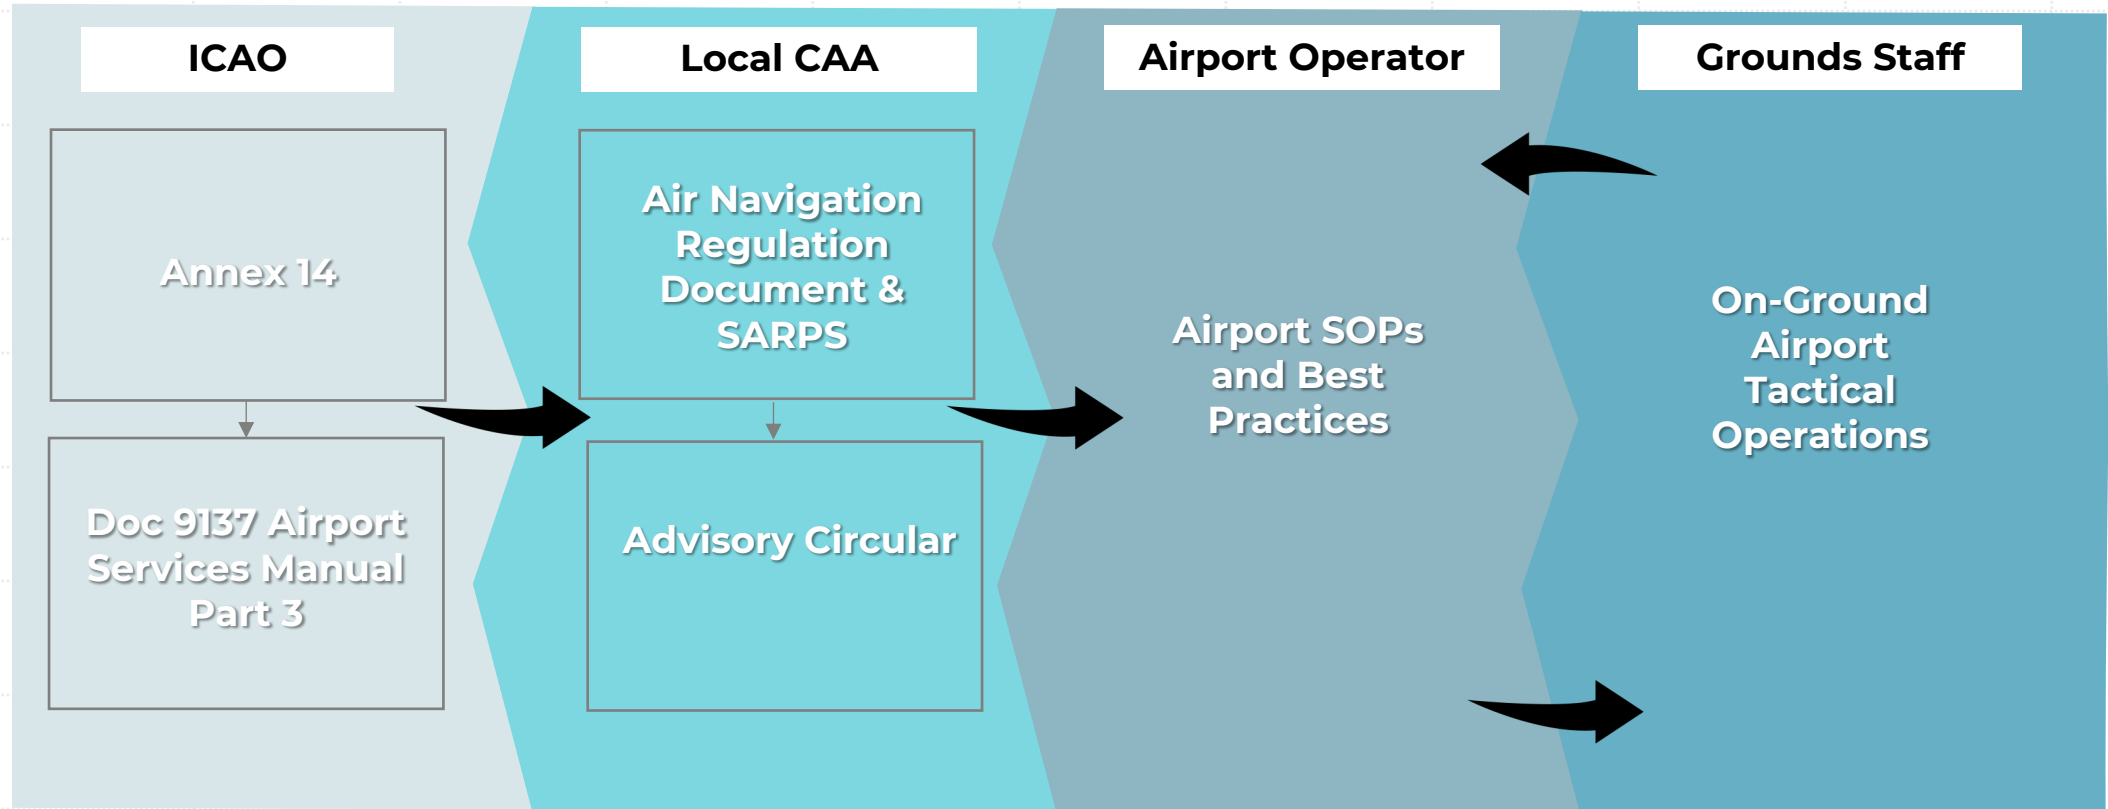 ICAO
Local CAA
Airport Operator
Grounds Staff
Annex 14
Doc 9137 Airport
Services Manual
Part 3
Air Navigation
Regulation
Document &
SARPS
Advisory Circular
Airport SOPs
and Best
Practices
On-Ground
Airport
Tactical
Operations